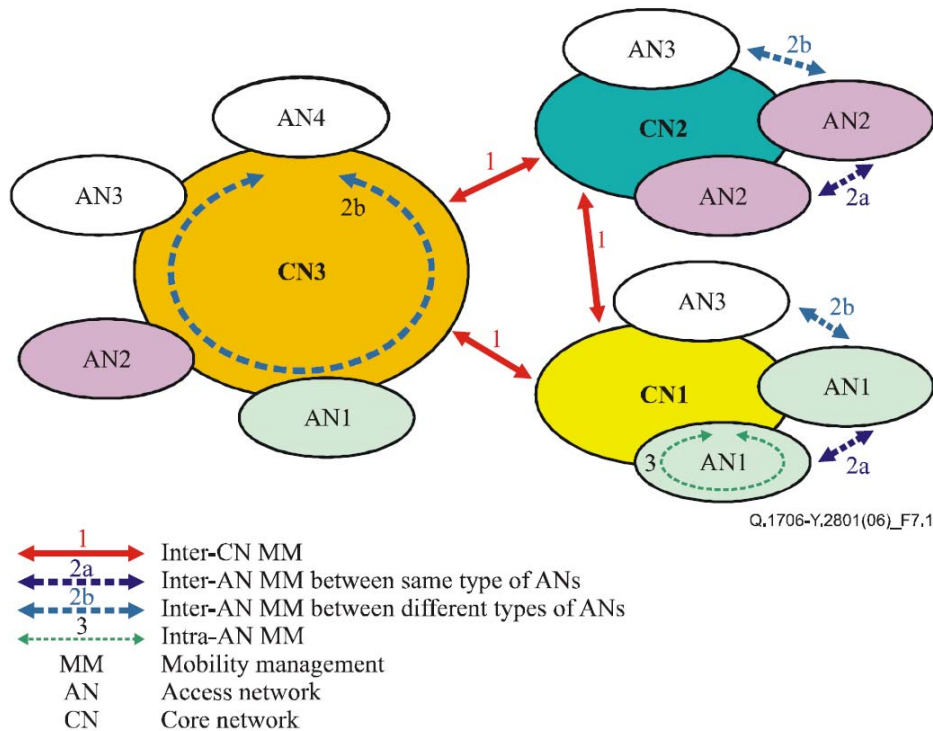 AN3
2b
AN4
CN2
AN2
1
AN3
2b
AN2
2a
1
CN3
AN3
2b
1
AN2
CN1
AN1
AN1
3
AN1
2a
Q.1706-Y.2801(06)_F7.1
1 Inter-CN MM
2a Inter-AN MM between same type of ANs
2b Inter-AN MM between different types of ANs
3 Intra-AN MM
MM Mobility management
AN Access network
CN Core network